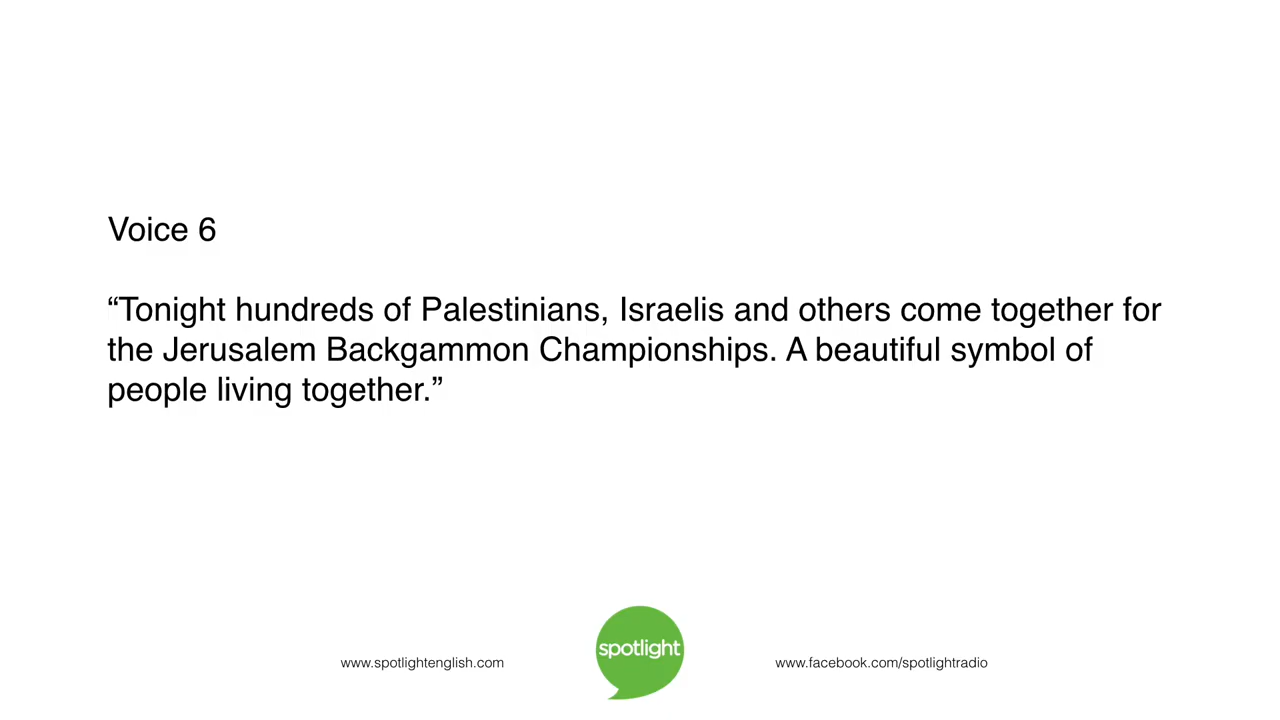 Voice 6
“Tonight hundreds of Palestinians, Israelis and others come together for
the Jerusalem Backgammon Championships. A beautiful symbol of
people living together.”
www.spotlightenglish.com
spotlight
www.facebook.com/spotlightradio